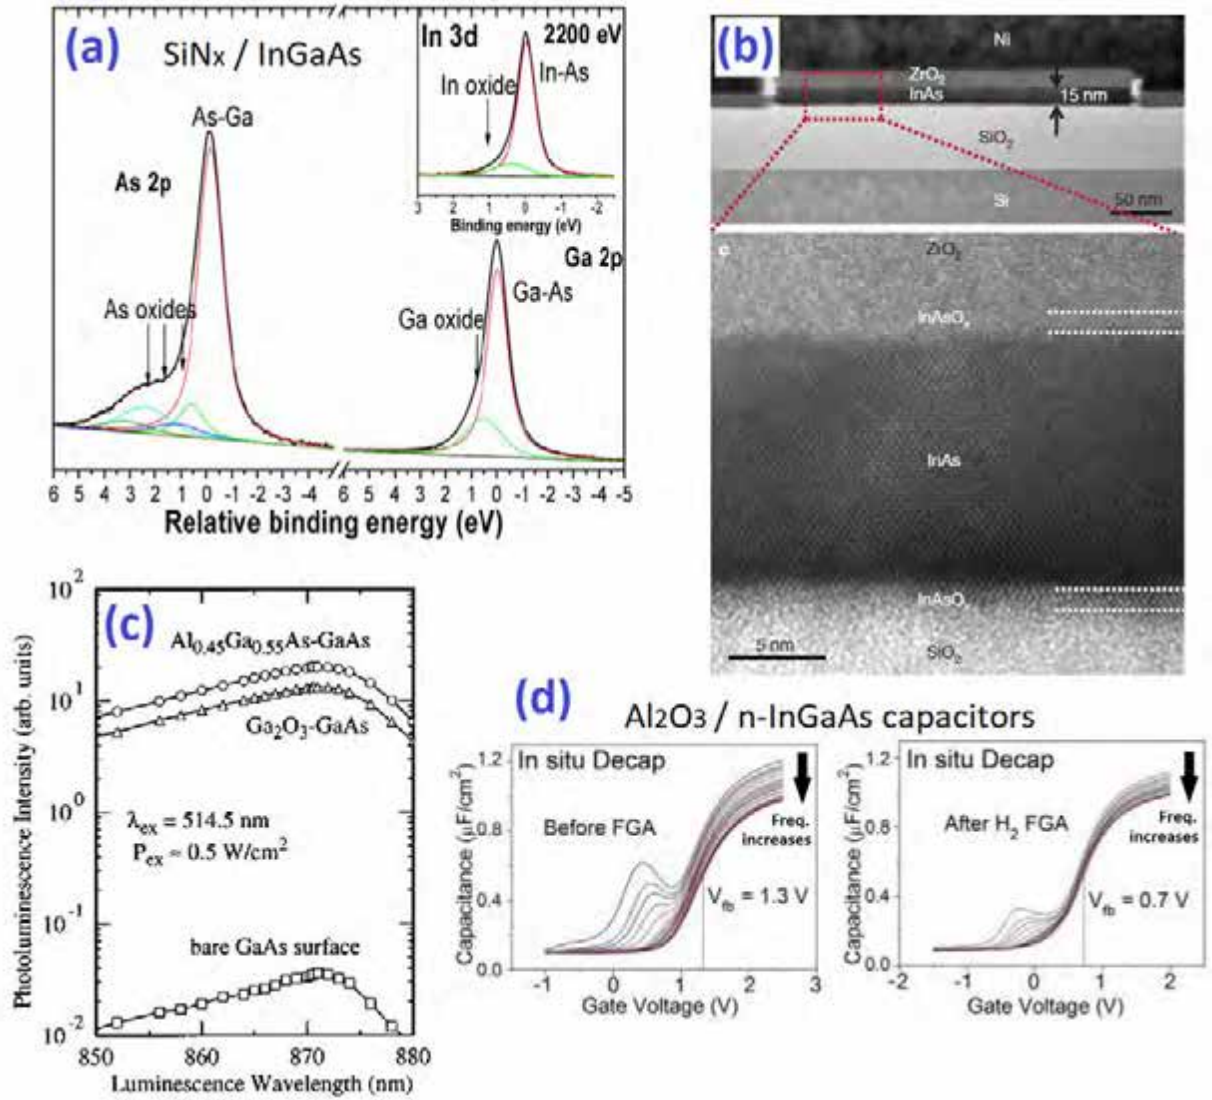 (a)
SiNx / InGaAs
In 3d
2200 eV
In oxide
In-As
3 2 1 0 -1 -2
Binding energy (eV)
As-Ga
As 2p
As oxides
Ga 2p
Ga-As
Ga oxide
6 5 4 3 2 1 0 -1 -2 -3 -4 6 5 4 3 2 1 0 -1 -2 -3 -4 -5
Relative binding energy (eV)
(b)
Ni
ZrO2
InAs
15 nm
SiO2
Si
50 nm
c
ZrO2
InAsOx
InAs
InAsOx
5 nm
SiO2
(c)
10^2
10^1
10^0
10^-1
10^-2
Photoluminescence Intensity (arb. units)
Al0.45Ga0.55As-GaAs
Ga2O3-GaAs
λex = 514.5 nm
Pex ≈ 0.5 W/cm²
bare GaAs surface
850 860 870 880
Luminescence Wavelength (nm)
(d)
Al2O3 / n-InGaAs capacitors
In situ Decap
Before FGA
Freq.
increases
Vfb = 1.3 V
1.2
0.8
0.4
0.0
Capacitance (µF/cm²)
-1 0 1 2 3
Gate Voltage (V)
In situ Decap
After H2 FGA
Freq.
increases
Vfb = 0.7 V
1.2
0.8
0.4
0.0
Capacitance (µF/cm²)
-2 -1 0 1 2
Gate Voltage (V)